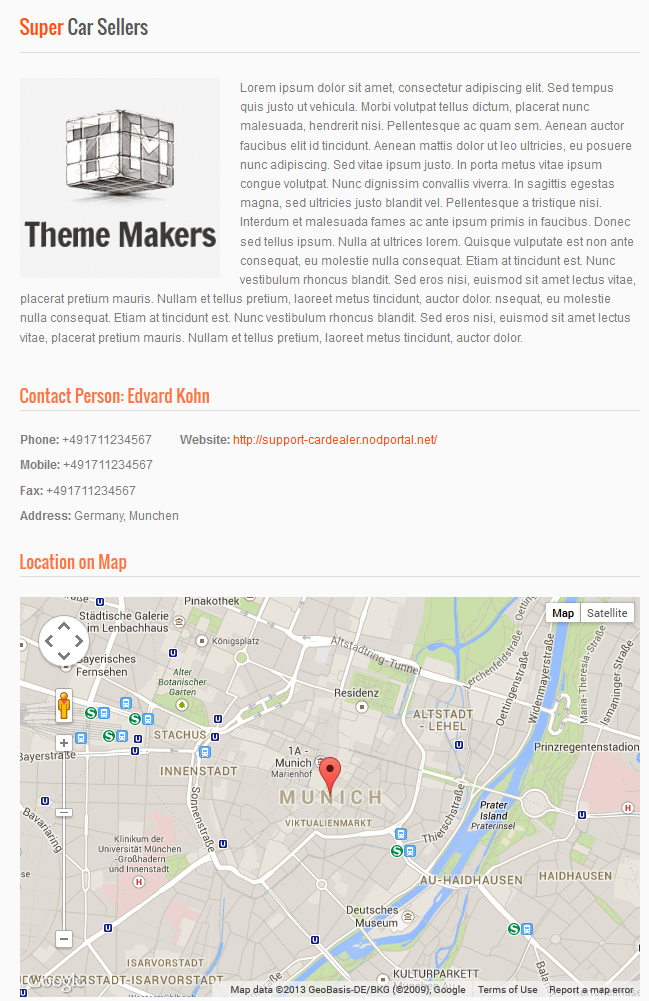 Super Car Sellers
Theme Makers
Lorem ipsum dolor sit amet, consectetur adipiscing elit. Sed tempus
quis justo ut vehicula. Morbi volutpat tellus dictum, placerat nunc
malesuada, hendrerit nisi. Pellentesque ac quam sem. Aenean auctor
faucibus elit id tincidunt. Aenean mattis dolor ut leo ultricies, eu posuere
nunc adipiscing. Sed vitae ipsum justo. In porta metus vitae ipsum
congue volutpat. Nunc dignissim convallis viverra. In sagittis egestas
magna, sed ultricies justo blandit vel. Pellentesque a tristique nisi.
Interdum et malesuada fames ac ante ipsum primis in faucibus. Donec
sed tellus ipsum. Nulla at ultrices lorem. Quisque vulputate est non ante
consequat, eu molestie nulla consequat. Etiam at tincidunt est. Nunc
vestibulum rhoncus blandit. Sed eros nisi, euismod sit amet lectus vitae,
placerat pretium mauris. Nullam et tellus pretium, laoreet metus tincidunt, auctor dolor. nsequat, eu molestie
nulla consequat. Etiam at tincidunt est. Nunc vestibulum rhoncus blandit. Sed eros nisi, euismod sit amet lectus
vitae, placerat pretium mauris. Nullam et tellus pretium, laoreet metus tincidunt, auctor dolor.
Contact Person: Edvard Kohn
Phone: +491711234567 Website: http://support-cardealer.nodportal.net/
Mobile: +491711234567
Fax: +491711234567
Address: Germany, Munchen
Location on Map
Pinakothek
Map Satellite
Städtische Galerie
im Lenbachhaus
Königsplatz
Altstadtring-Tunnel
Lerchenfeldstraße
Oettingenstraße
Widenmayerstraße
Maria-Theresia-Straße
Ismaninger Straße
Bayerisches
Fernsehen
Alter
Botanischer
Garten
Residenz
ALTSTADT
- LEHEL
STACHUS
Prinzregentenstadion
Bayerstraße
INNENSTADT
1A -
Munich
Marienhof
MUNICH
Sonnenstraße
Prater
Island
Praterinsel
Bavariaring
VIKTUALIENMARKT
Thierschstraße
Klinikum der
Universität München
-Großhadern
und Innenstadt
AU-HAIDHAUSEN
HAIDHAUSEN
Deutsches
Museum
ISARVORSTADT
KULTURPARKETT
LUDWIGSVORSTADT-ISARVORSTADT
Google
Map data ©2013 GeoBasis-DE/BKG (©2009), Google Terms of Use Report a map error